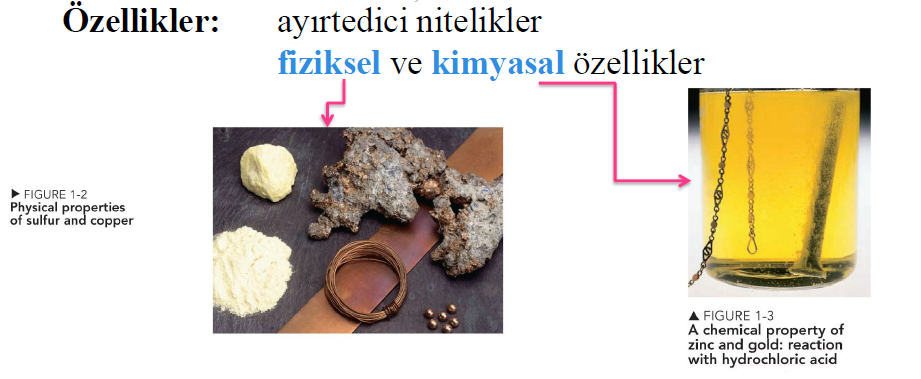 Özellikler: ayırtedici nitelikler
fiziksel ve kimyasal özellikler
▶ FIGURE 1-2
Physical properties
of sulfur and copper
▲ FIGURE 1-3
A chemical property of
zinc and gold: reaction
with hydrochloric acid